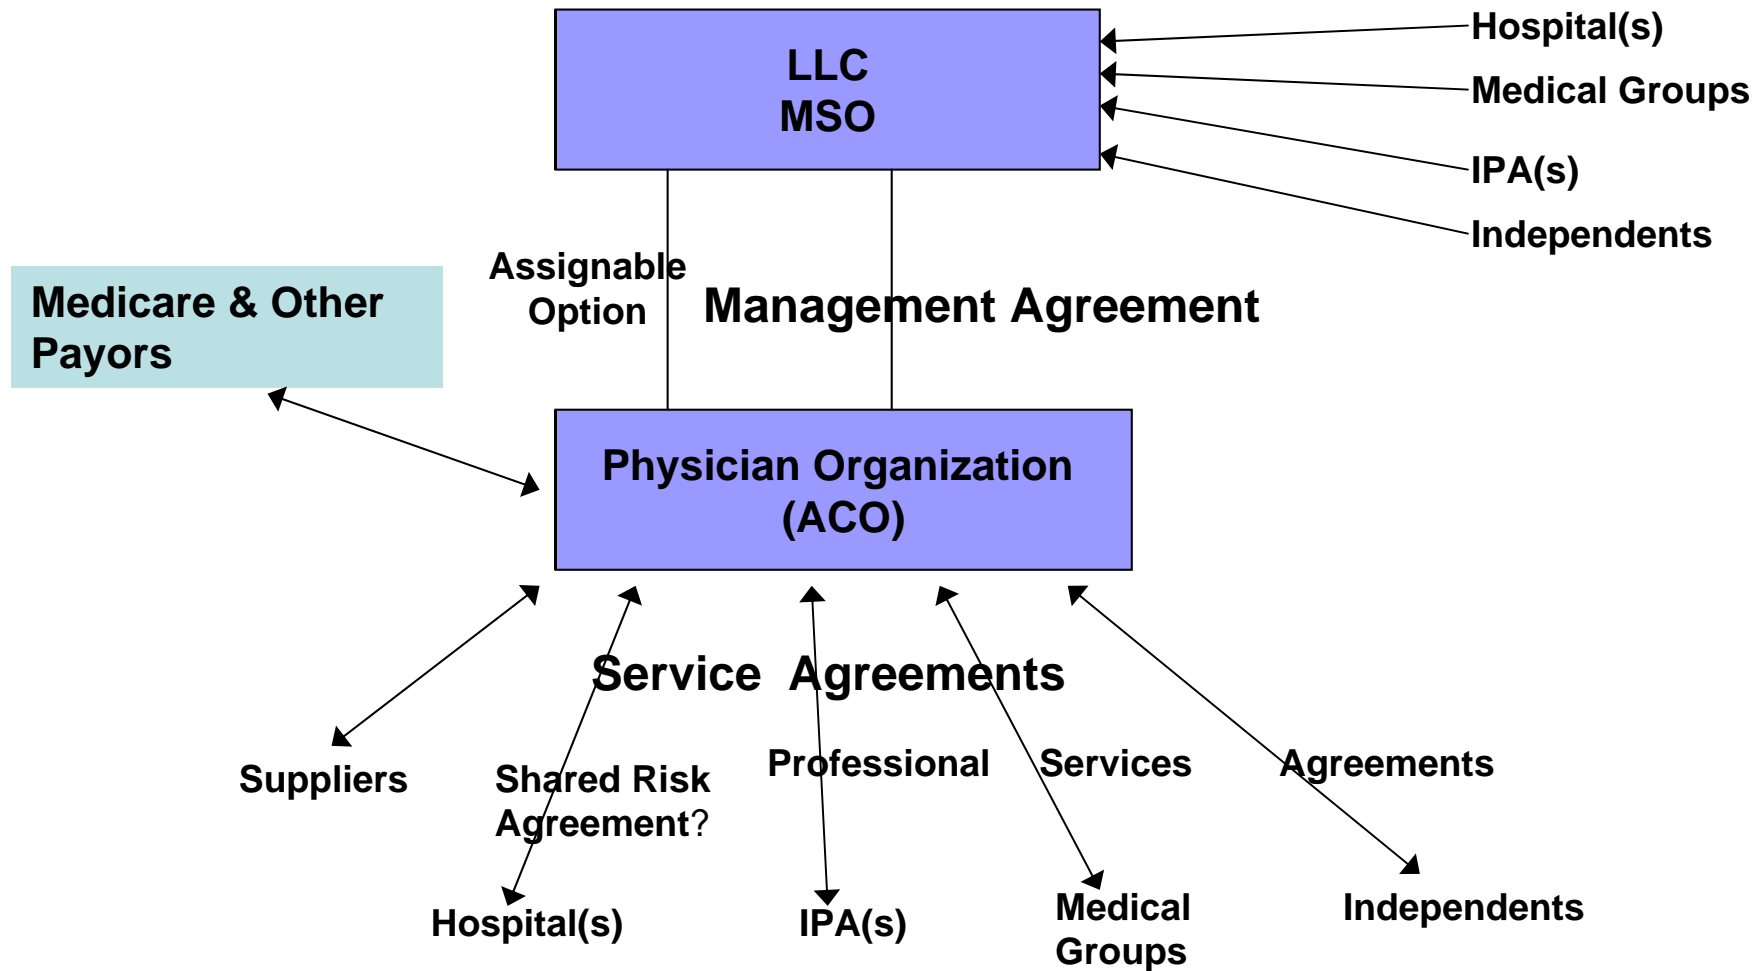 LLC
MSO
Hospital(s)
Medical Groups
IPA(s)
Independents
Assignable
Option
Management Agreement
Medicare & Other
Payors
Physician Organization
(ACO)
Service Agreements
Suppliers
Shared Risk
Agreement?
Professional Services Agreements
Hospital(s)
IPA(s)
Medical
Groups
Independents